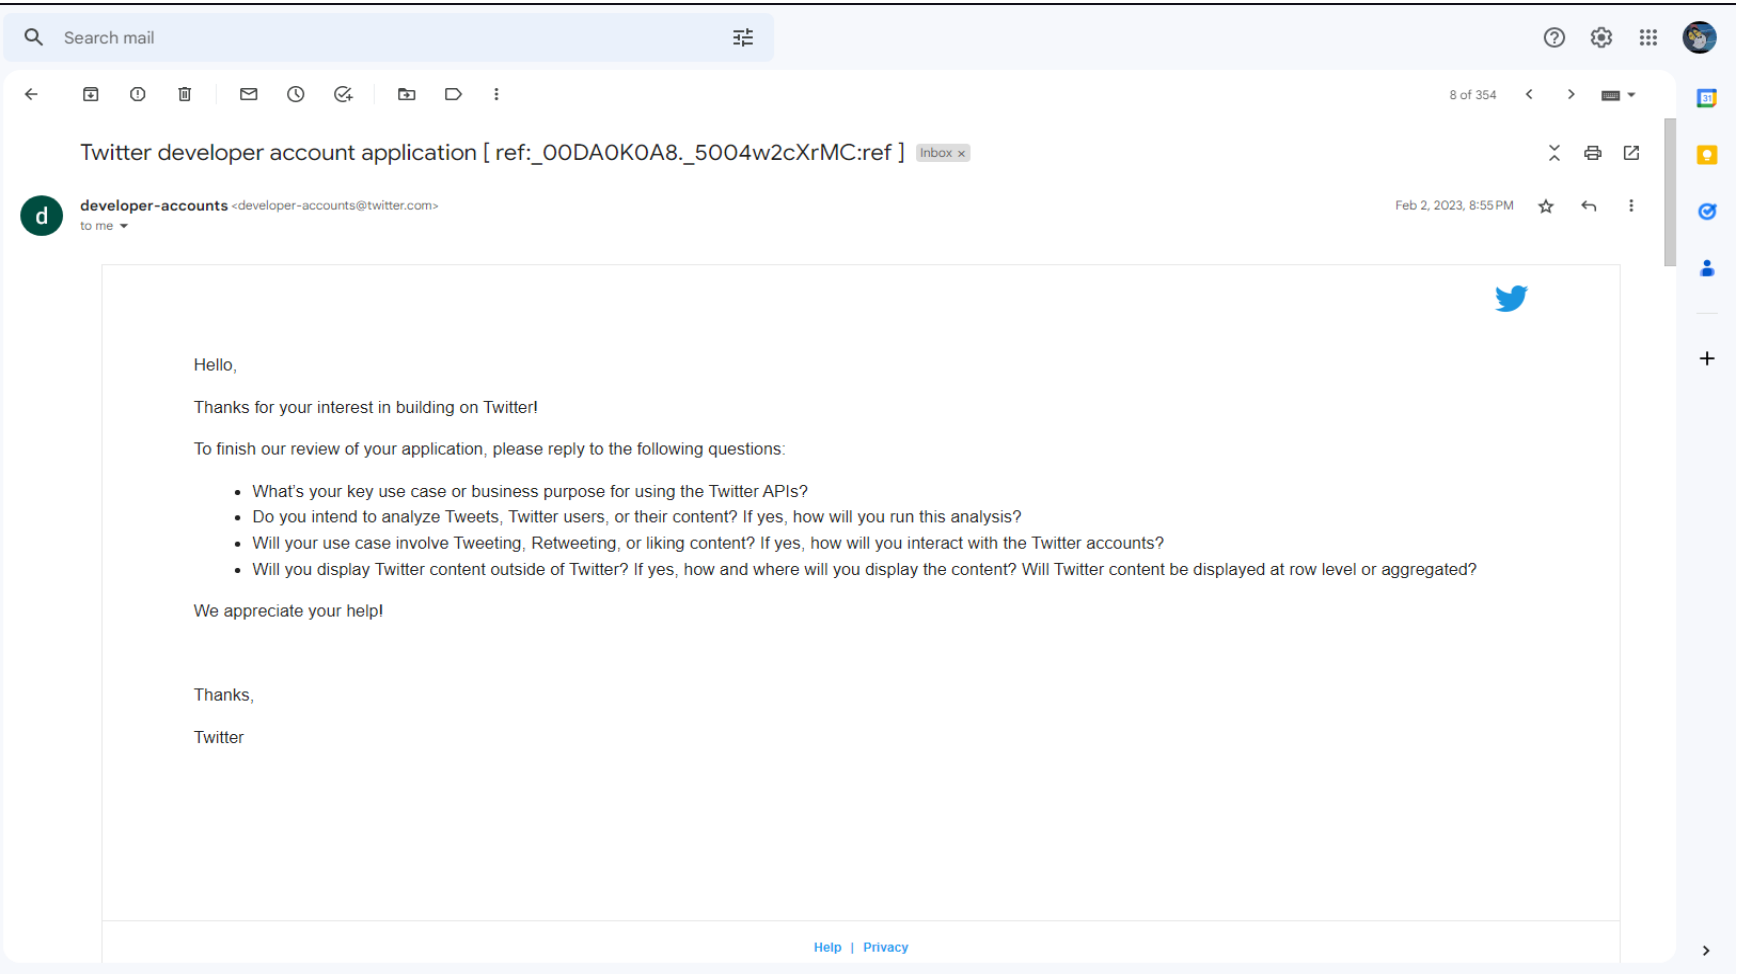 Search mail
8 of 354
Twitter developer account application [ ref:_00DA0K0A8._5004w2cXrMC:ref ] Inbox ×
d
developer-accounts <developer-accounts@twitter.com>
Feb 2, 2023, 8:55 PM
to me
31
Hello,
Thanks for your interest in building on Twitter!
To finish our review of your application, please reply to the following questions:
• What's your key use case or business purpose for using the Twitter APIs?
• Do you intend to analyze Tweets, Twitter users, or their content? If yes, how will you run this analysis?
• Will your use case involve Tweeting, Retweeting, or liking content? If yes, how will you interact with the Twitter accounts?
• Will you display Twitter content outside of Twitter? If yes, how and where will you display the content? Will Twitter content be displayed at row level or aggregated?
We appreciate your help!
Thanks,
Twitter
Help | Privacy